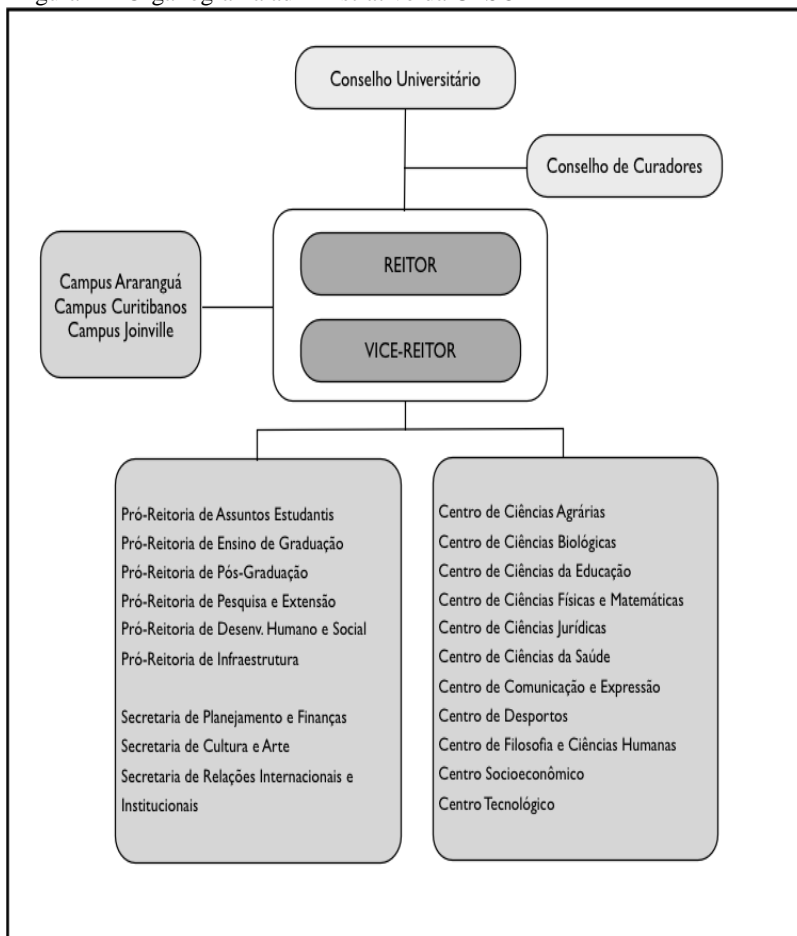 Conselho Universitário
Conselho de Curadores
REITOR
VICE-REITOR
Campus Araranguá
Campus Curitibanos
Campus Joinville
Pró-Reitoria de Assuntos Estudantis
Pró-Reitoria de Ensino de Graduação
Pró-Reitoria de Pós-Graduação
Pró-Reitoria de Pesquisa e Extensão
Pró-Reitoria de Desenv. Humano e Social
Pró-Reitoria de Infraestrutura
Secretaria de Planejamento e Finanças
Secretaria de Cultura e Arte
Secretaria de Relações Internacionais e
Institucionais
Centro de Ciências Agrárias
Centro de Ciências Biológicas
Centro de Ciências da Educação
Centro de Ciências Físicas e Matemáticas
Centro de Ciências Jurídicas
Centro de Ciências da Saúde
Centro de Comunicação e Expressão
Centro de Desportos
Centro de Filosofia e Ciências Humanas
Centro Socioeconômico
Centro Tecnológico